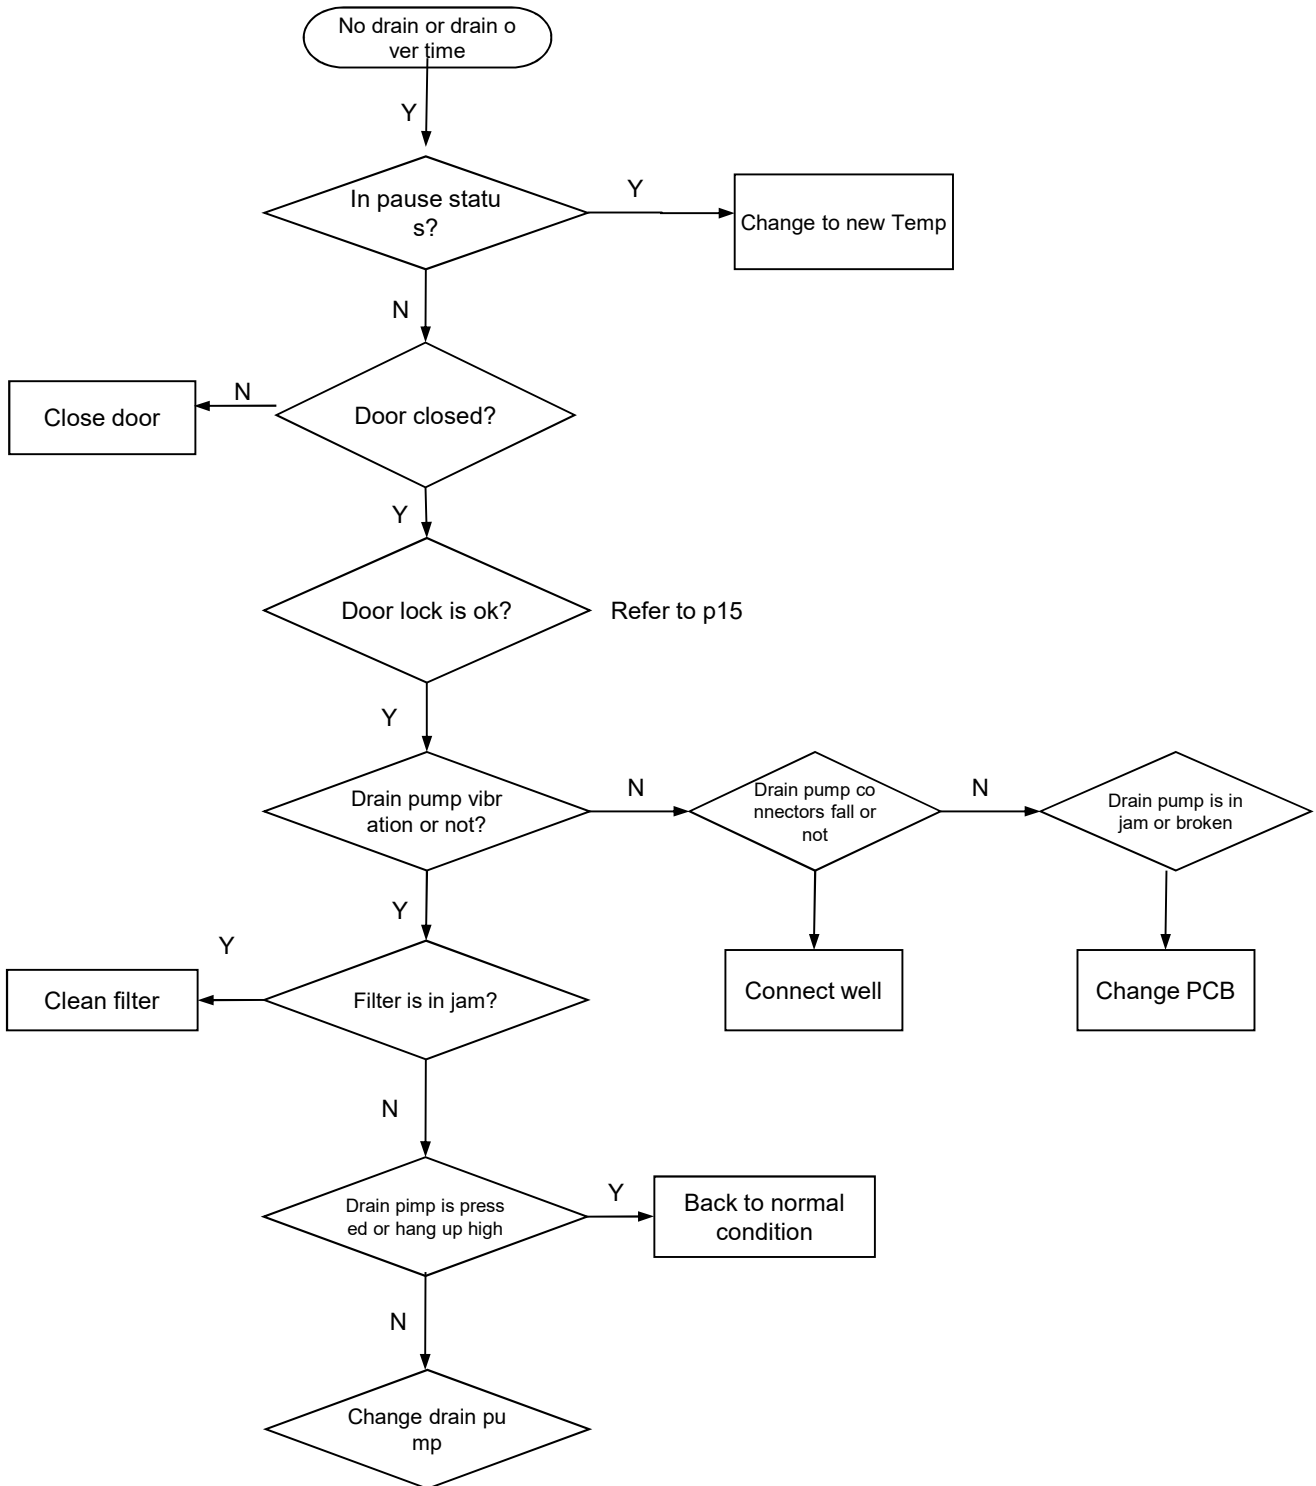 No drain or drain o
ver time
Y
In pause statu
s?
Y
Change to new Temp
N
Door closed?
N
Close door
Y
Door lock is ok?
Refer to p15
Y
Drain pump vibr
ation or not?
N
Drain pump co
nnectors fall or
not
N
Drain pump is in
jam or broken
Y
Connect well
Change PCB
Filter is in jam?
Y
Clean filter
N
Drain pimp is press
ed or hang up high
Y
Back to normal
condition
N
Change drain pu
mp